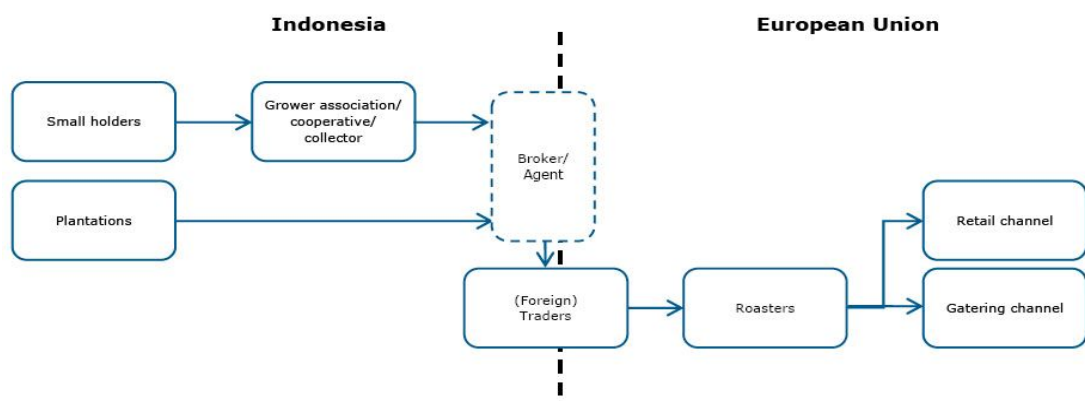 Indonesia
European Union
Small holders
Grower association/
cooperative/
collector
Broker/
Agent
Plantations
Retail channel
(Foreign)
Traders
Roasters
Gatering channel